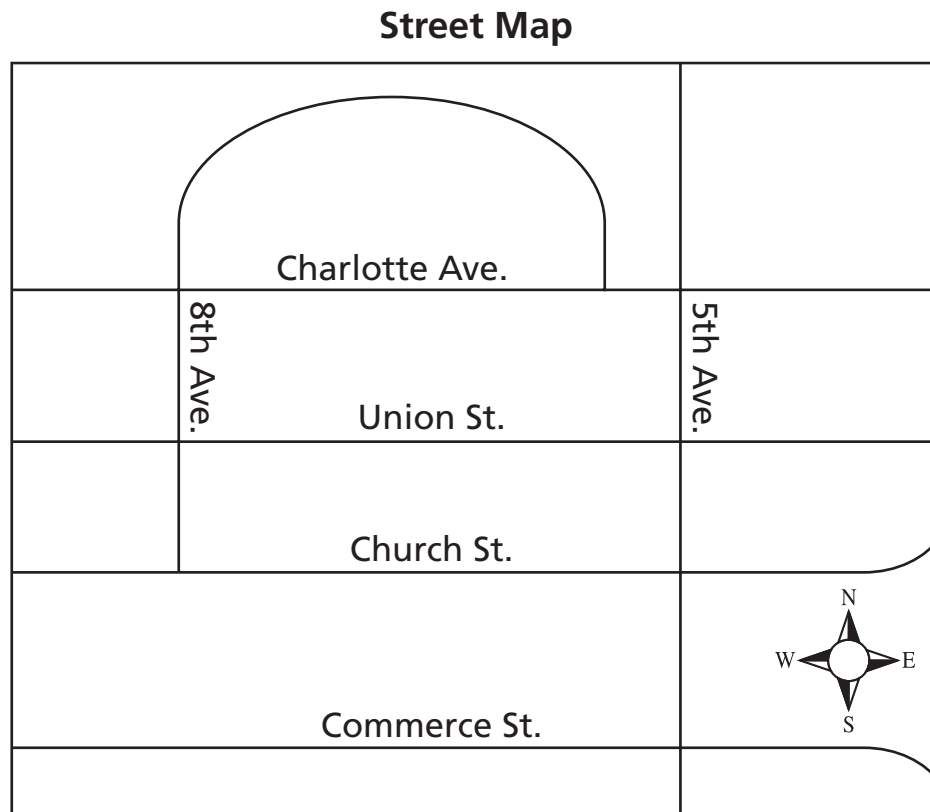 Street Map
Charlotte Ave.
8th Ave.
5th Ave.
Union St.
Church St.
N
W
E
S
Commerce St.